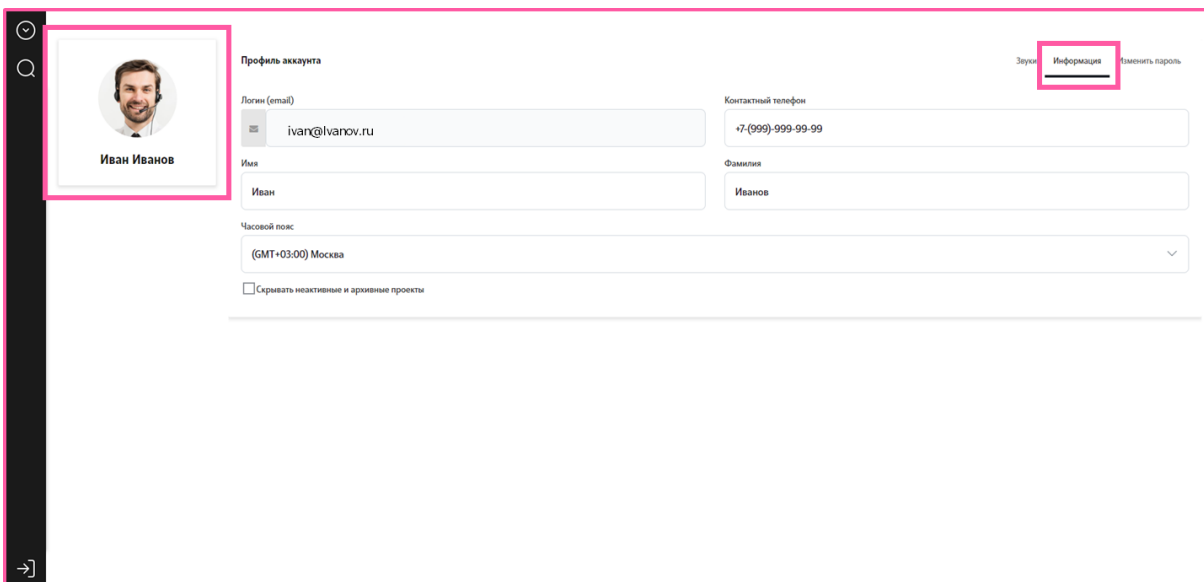 Профиль аккаунта
Звуки Информация Изменить пароль
Иван Иванов
Логин (email)
ivan@Ivanov.ru
Контактный телефон
+7-(999)-999-99-99
Имя
Иван
Фамилия
Иванов
Часовой пояс
(GMT+03:00) Москва
Скрывать неактивные и архивные проекты